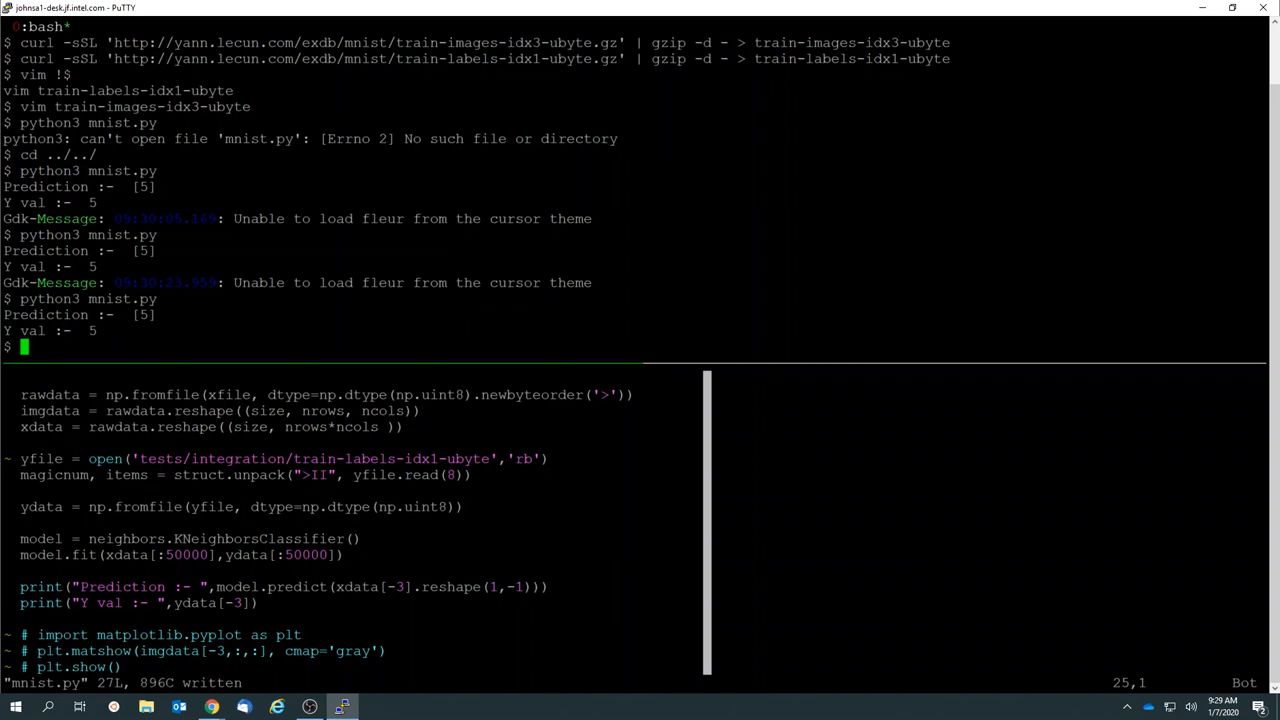 johnsa1-desk.jf.intel.com - PuTTY
0:bash*
$ curl -sSL 'http://yann.lecun.com/exdb/mnist/train-images-idx3-ubyte.gz' | gzip -d - > train-images-idx3-ubyte
$ curl -sSL 'http://yann.lecun.com/exdb/mnist/train-labels-idx1-ubyte.gz' | gzip -d - > train-labels-idx1-ubyte
$ vim !$
vim train-labels-idx1-ubyte
$ vim train-images-idx3-ubyte
$ python3 mnist.py
python3: can't open file 'mnist.py': [Errno 2] No such file or directory
$ cd ../../
$ python3 mnist.py
Prediction :-  [5]
Y val :-  5
Gdk-Message: 09:30:05.169: Unable to load fleur from the cursor theme
$ python3 mnist.py
Prediction :-  [5]
Y val :-  5
Gdk-Message: 09:30:23.959: Unable to load fleur from the cursor theme
$ python3 mnist.py
Prediction :-  [5]
Y val :-  5
$
rawdata = np.fromfile(xfile, dtype=np.dtype(np.uint8).newbyteorder('>'))
imgdata = rawdata.reshape((size, nrows, ncols))
xdata = rawdata.reshape((size, nrows*ncols ))
~ yfile = open('tests/integration/train-labels-idx1-ubyte','rb')
magicnum, items = struct.unpack(">II", yfile.read(8))
ydata = np.fromfile(yfile, dtype=np.dtype(np.uint8))
model = neighbors.KNeighborsClassifier()
model.fit(xdata[:50000],ydata[:50000])
print("Prediction :- ",model.predict(xdata[-3].reshape(1,-1)))
print("Y val :- ",ydata[-3])
~ # import matplotlib.pyplot as plt
~ # plt.matshow(imgdata[-3,:,:], cmap='gray')
~ # plt.show()
"mnist.py" 27L, 896C written 25,1 Bot
9:29 AM
1/7/2020
2